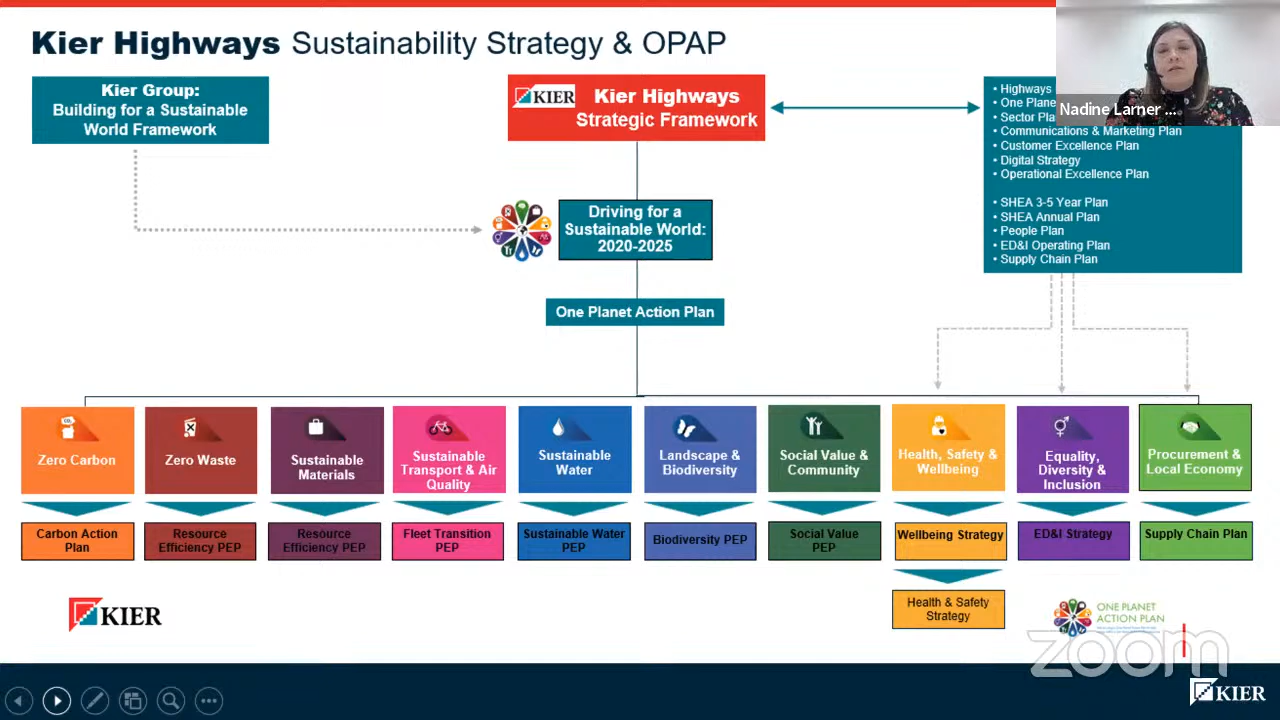 Kier Highways Sustainability Strategy & OPAP
Kier Group:
Building for a Sustainable
World Framework
KIER
Kier Highways
Strategic Framework
• Highways
• One Plane
• Sector Pla
• Communications & Marketing Plan
• Customer Excellence Plan
• Digital Strategy
• Operational Excellence Plan
• SHEA 3-5 Year Plan
• SHEA Annual Plan
• People Plan
• ED&I Operating Plan
• Supply Chain Plan
Nadine Larner ...
Driving for a
Sustainable World:
2020-2025
One Planet Action Plan
Zero Carbon
Zero Waste
Sustainable
Materials
Sustainable
Transport & Air
Quality
Sustainable
Water
Landscape &
Biodiversity
Social Value &
Community
Health, Safety &
Wellbeing
Equality,
Diversity &
Inclusion
Procurement &
Local Economy
Carbon Action
Plan
Resource
Efficiency PEP
Resource
Efficiency PEP
Fleet Transition
PEP
Sustainable Water
PEP
Biodiversity PEP
Social Value
PEP
Wellbeing Strategy
ED&I Strategy
Supply Chain Plan
Health & Safety
Strategy
KIER
ONE PLANET
ACTION PLAN
zoom
KIER